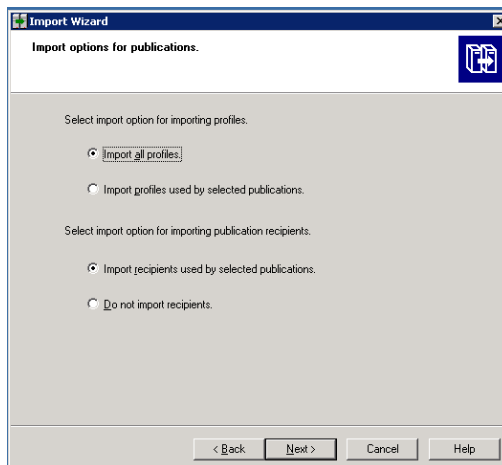 Import Wizard
Import options for publications.
Select import option for importing profiles.
Import all profiles.
Import profiles used by selected publications.
Select import option for importing publication recipients.
Import recipients used by selected publications.
Do not import recipients.
< Back Next > Cancel Help